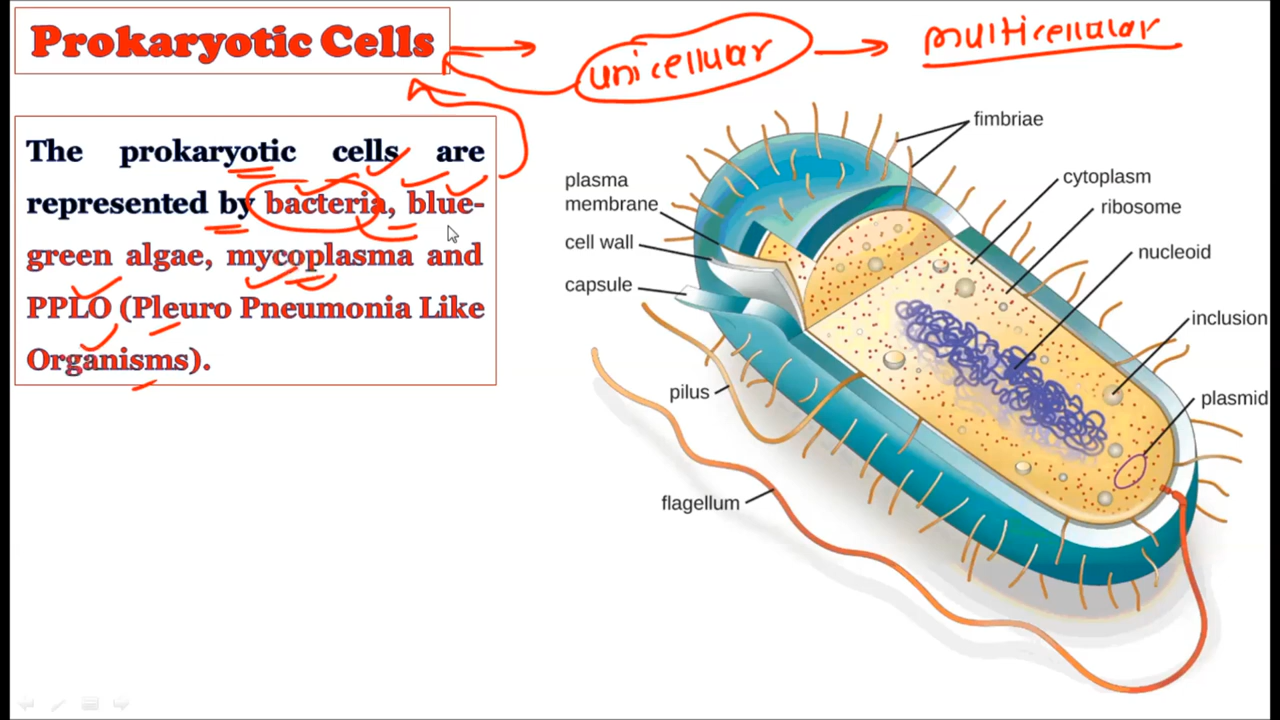 Prokaryotic Cells
unicellular
multicellular
The prokaryotic cells are
represented by bacteria, blue-
green algae, mycoplasma and
PPLO (Pleuro Pneumonia Like
Organisms).
fimbriae
plasma
membrane
cell wall
capsule
cytoplasm
ribosome
nucleoid
inclusion
plasmid
pilus
flagellum